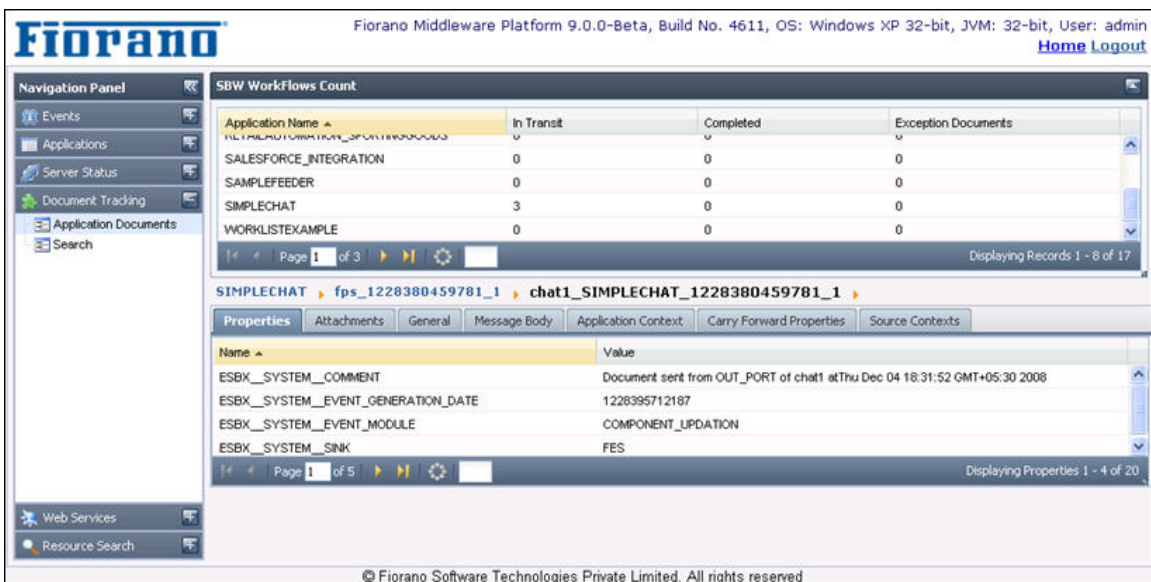 Fiorano
Fiorano Middleware Platform 9.0.0-Beta, Build No. 4611, OS: Windows XP 32-bit, JVM: 32-bit, User: admin
Home Logout
Navigation Panel
Events
Applications
Server Status
Document Tracking
Application Documents
Search
Web Services
Resource Search
SBW WorkFlows Count
Application Name In Transit Completed Exception Documents
RETAILAUTOMATION_SPORTINGGOODS 0 0 0
SALESFORCE_INTEGRATION 0 0 0
SAMPLEFEEDER 0 0 0
SIMPLECHAT 3 0 0
WORKLISTEXAMPLE 0 0 0
Page 1 of 3 Displaying Records 1 - 8 of 17
SIMPLECHAT fps_1228380459781_1 chat1_SIMPLECHAT_1228380459781_1
Properties Attachments General Message Body Application Context Carry Forward Properties Source Contexts
Name Value
ESBX__SYSTEM__COMMENT Document sent from OUT_PORT of chat1 atThu Dec 04 18:31:52 GMT+05:30 2008
ESBX__SYSTEM__EVENT_GENERATION_DATE 1228395712187
ESBX__SYSTEM__EVENT_MODULE COMPONENT_UPDATION
ESBX__SYSTEM__SINK FES
Page 1 of 5 Displaying Properties 1 - 4 of 20
© Fiorano Software Technologies Private Limited. All rights reserved